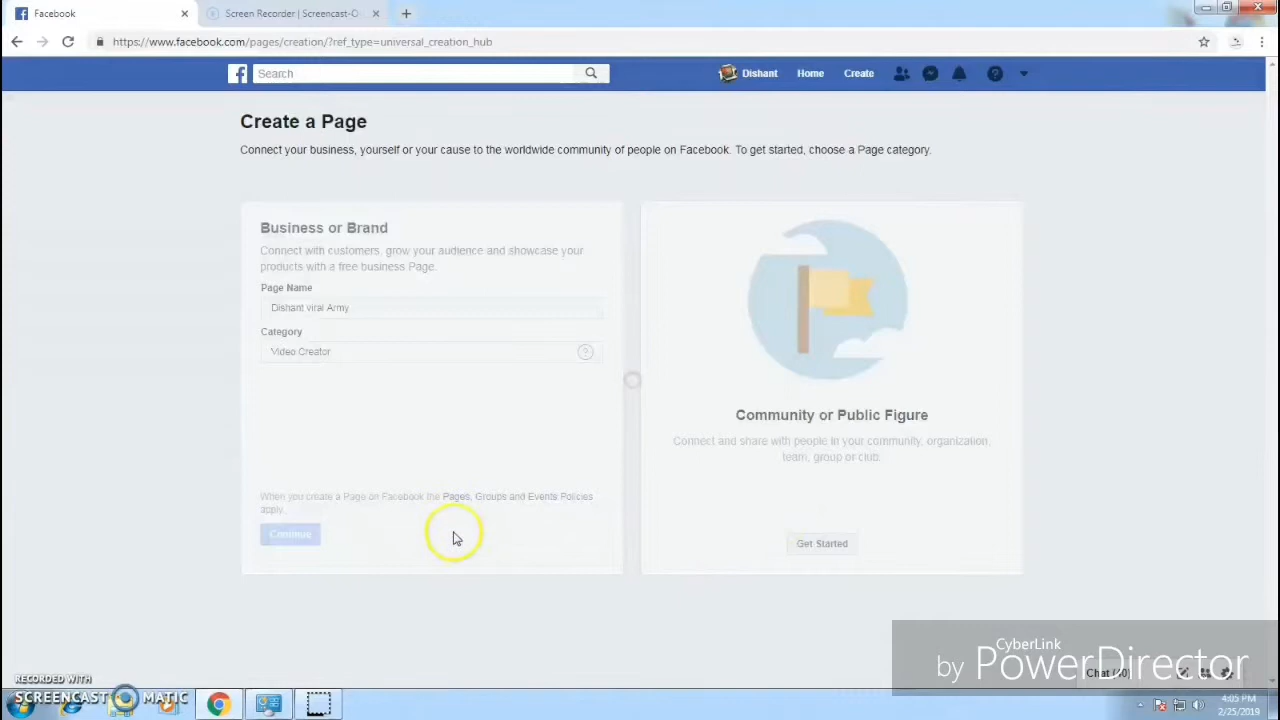 Facebook
Screen Recorder | Screencast-O
https://www.facebook.com/pages/creation/?ref_type=universal_creation_hub
Search
Dishant
Home
Create
Create a Page
Connect your business, yourself or your cause to the worldwide community of people on Facebook. To get started, choose a Page category.
Business or Brand
Connect with customers, grow your audience and showcase your
products with a free business Page.
Page Name
Dishant viral Army
Category
Video Creator
?
When you create a Page on Facebook the Pages, Groups and Events Policies
apply.
Continue
Community or Public Figure
Connect and share with people in your community, organization,
team, group or club.
Get Started
CyberLink
by PowerDirector
RECORDED WITH
SCREENCAST MATIC
4:05 PM
2/25/2019